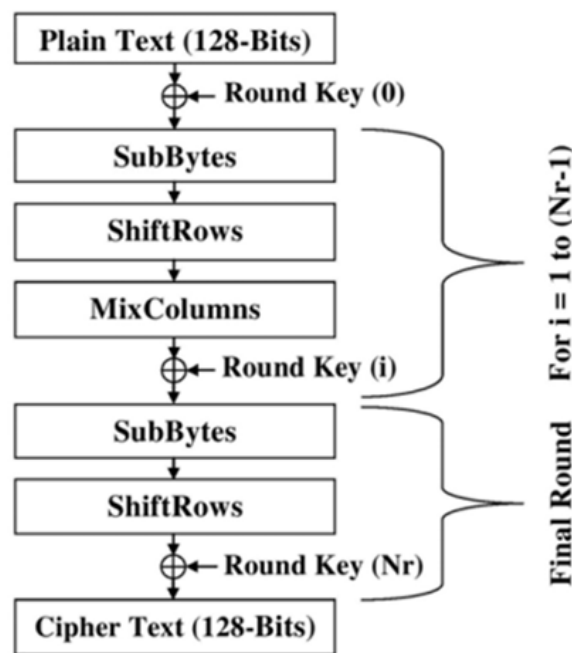 Plain Text (128-Bits)
Round Key (0)
SubBytes
ShiftRows
MixColumns
Round Key (i)
For i = 1 to (Nr-1)
SubBytes
ShiftRows
Round Key (Nr)
Final Round
Cipher Text (128-Bits)